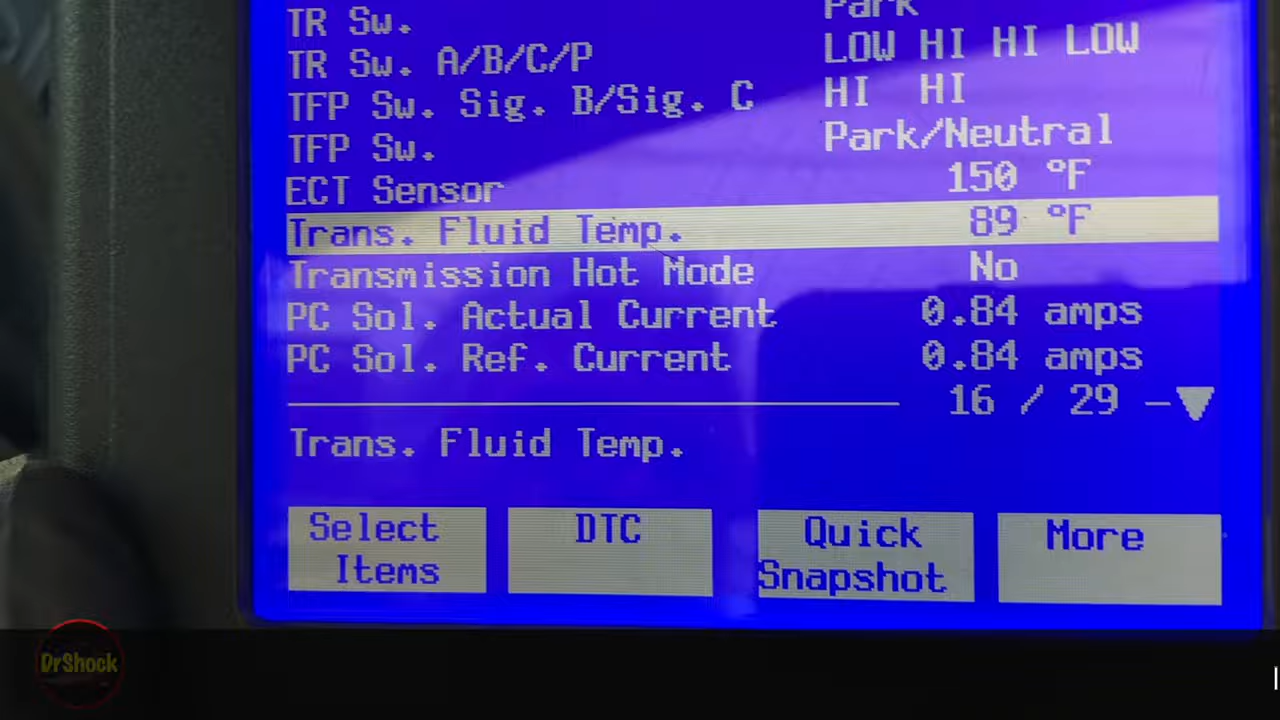 TR Sw. Park
TR Sw. A/B/C/P LOW HI HI LOW
TFP Sw. Sig. B/Sig. C HI HI
TFP Sw. Park/Neutral
ECT Sensor 150 °F
Trans. Fluid Temp. 89 °F
Transmission Hot Mode No
PC Sol. Actual Current 0.84 amps
PC Sol. Ref. Current 0.84 amps
16 / 29
Trans. Fluid Temp.
Select Items
DTC
Quick Snapshot
More
DrShock